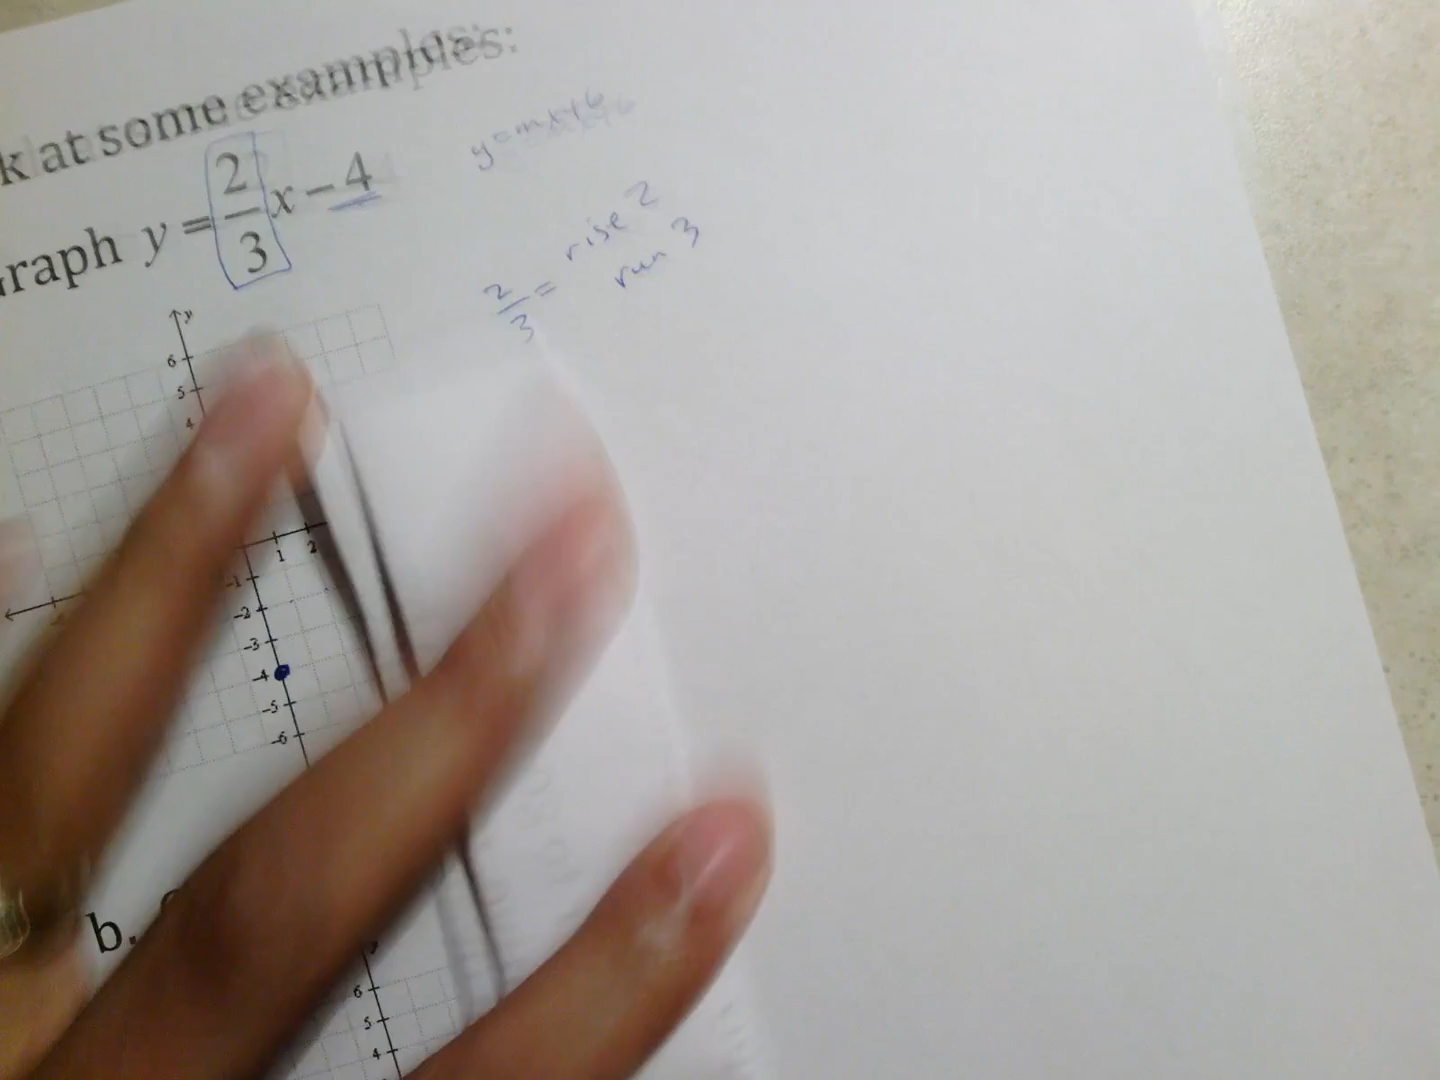 k at some examples:
y=mx+b
raph y = 2/3 x - 4
2/3 = rise 2
run 3
y
6
5
4
1 2
-1
-2
-3
-4
-5
-6
b.
6
5
4